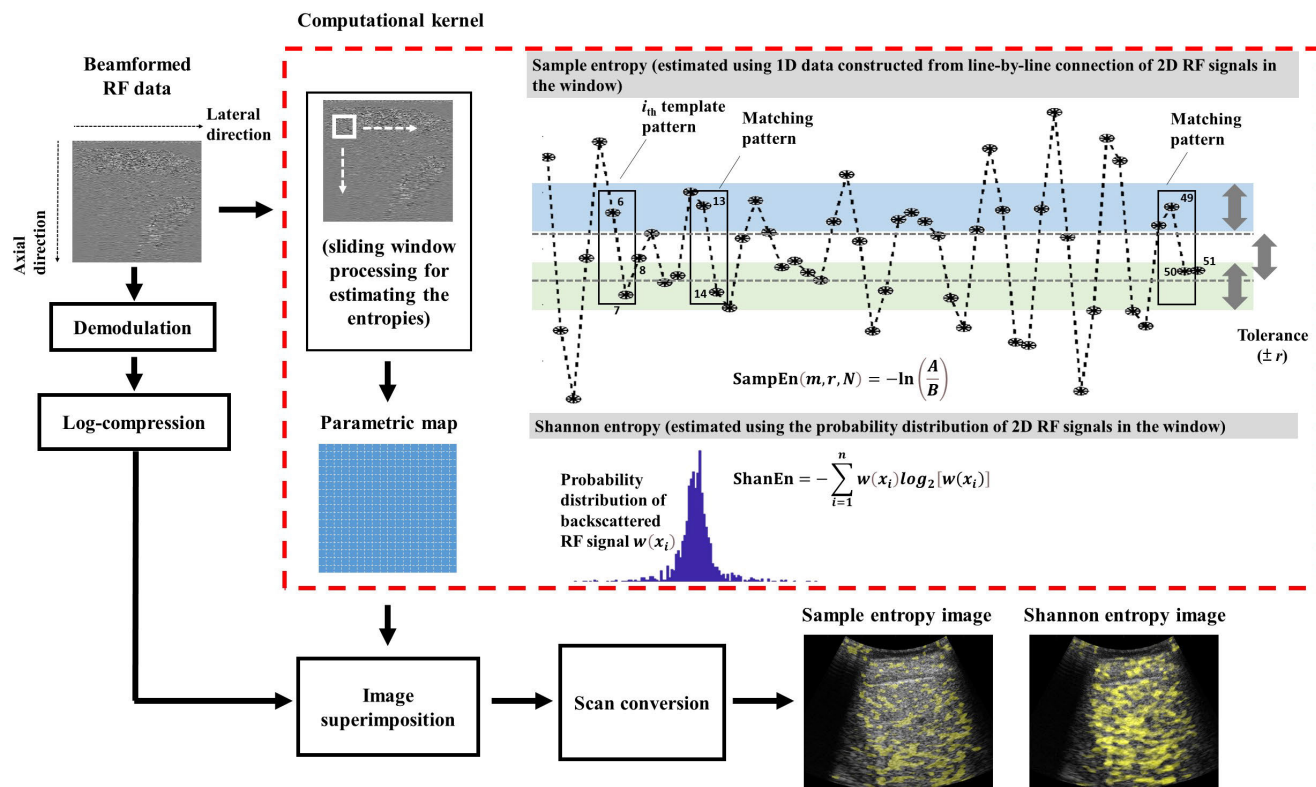 Computational kernel
Beamformed
RF data
Lateral
direction
Axial
direction
Demodulation
Log-compression
(sliding window
processing for
estimating the
entropies)
Parametric map
Sample entropy (estimated using 1D data constructed from line-by-line connection of 2D RF signals in
the window)
ith template
pattern
Matching
pattern
Matching
pattern
6
7
8
13
14
49
50
51
Tolerance
(± r)
SampEn(m, r, N) = −ln(A/B)
Shannon entropy (estimated using the probability distribution of 2D RF signals in the window)
Probability
distribution of
backscattered
RF signal w(xi)
ShanEn = − ∑ i=1 n w(xi)log2[w(xi)]
Image
superimposition
Scan conversion
Sample entropy image
Shannon entropy image